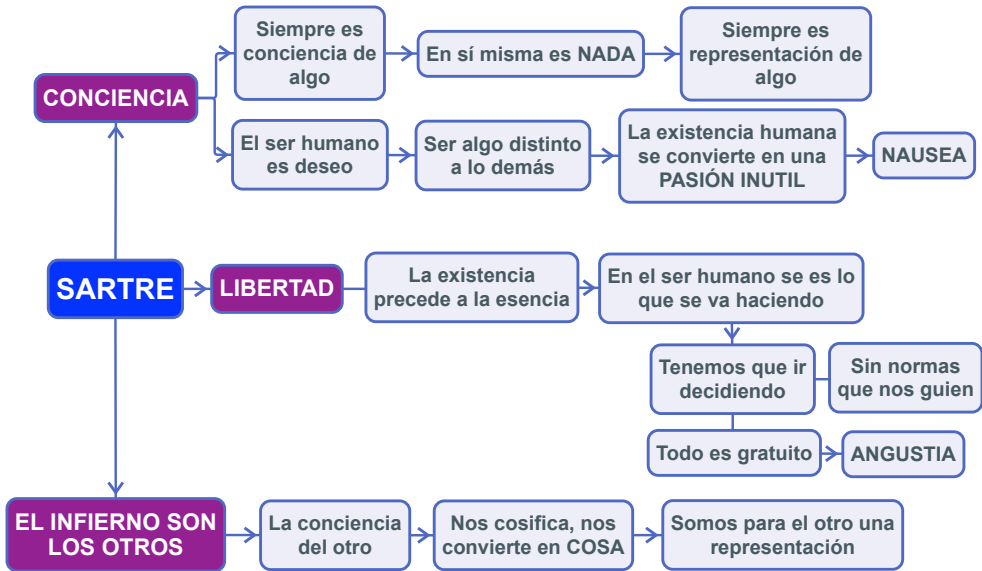 Siempre es
conciencia de
algo
En sí misma es NADA
Siempre es
representación de
algo
CONCIENCIA
El ser humano
es deseo
Ser algo distinto
a lo demás
La existencia humana
se convierte en una
PASIÓN INUTIL
NAUSEA
SARTRE
LIBERTAD
La existencia
precede a la esencia
En el ser humano se es lo
que se va haciendo
Tenemos que ir
decidiendo
Sin normas
que nos guien
Todo es gratuito
ANGUSTIA
EL INFIERNO SON
LOS OTROS
La conciencia
del otro
Nos cosifica, nos
convierte en COSA
Somos para el otro una
representación